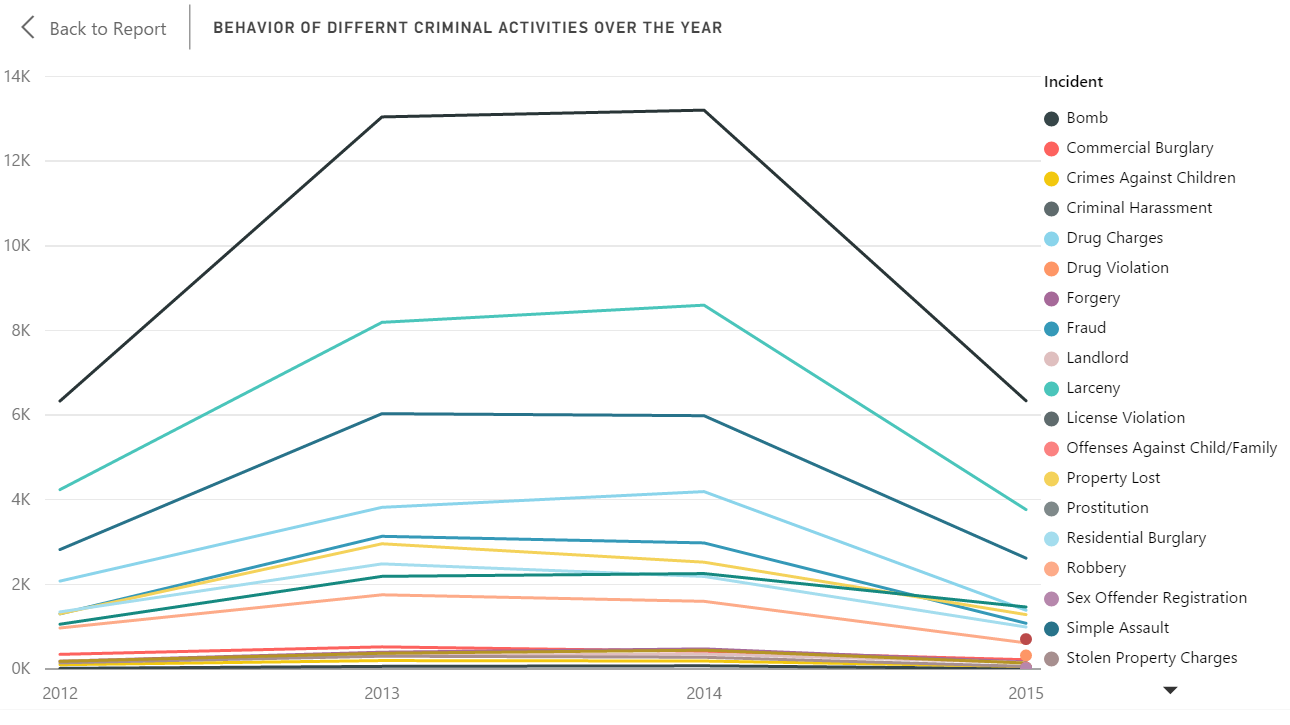 Back to Report
BEHAVIOR OF DIFFERNT CRIMINAL ACTIVITIES OVER THE YEAR
14K
12K
10K
8K
6K
4K
2K
0K
2012 2013 2014 2015
Incident
Bomb
Commercial Burglary
Crimes Against Children
Criminal Harassment
Drug Charges
Drug Violation
Forgery
Fraud
Landlord
Larceny
License Violation
Offenses Against Child/Family
Property Lost
Prostitution
Residential Burglary
Robbery
Sex Offender Registration
Simple Assault
Stolen Property Charges